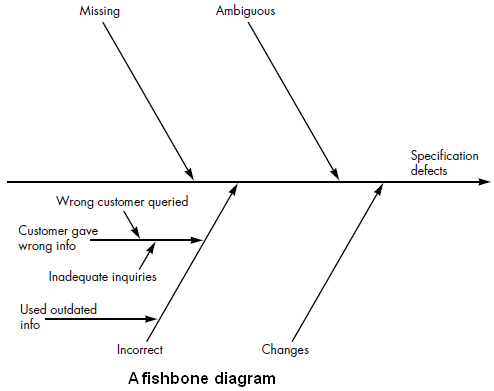 Missing
Ambiguous
Specification
defects
Wrong customer queried
Customer gave
wrong info
Inadequate inquiries
Used outdated
info
Incorrect
Changes
A fishbone diagram